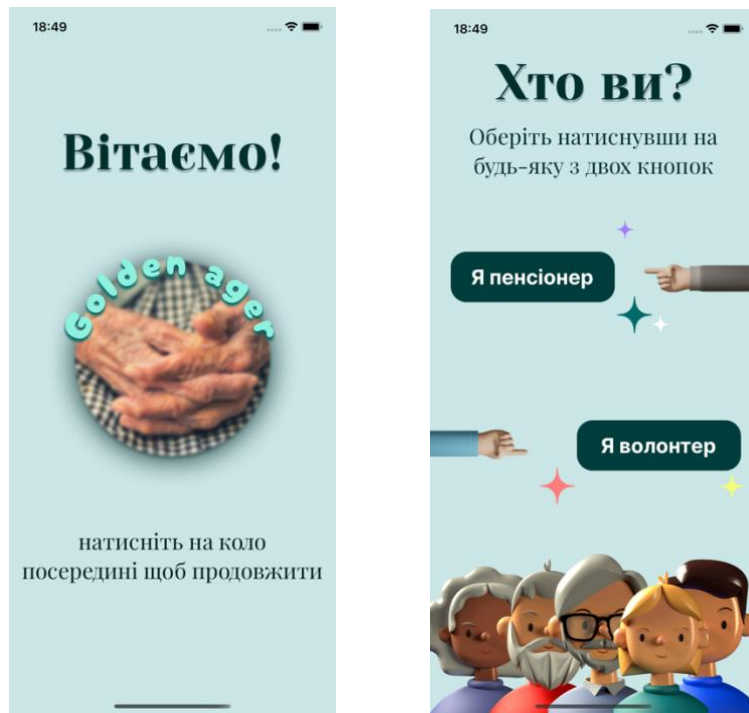 18:49
Вітаємо!
Golden ager
натисніть на коло
посередині щоб продовжити
18:49
Хто ви?
Оберіть натиснувши на
будь-яку з двох кнопок
Я пенсіонер
Я волонтер